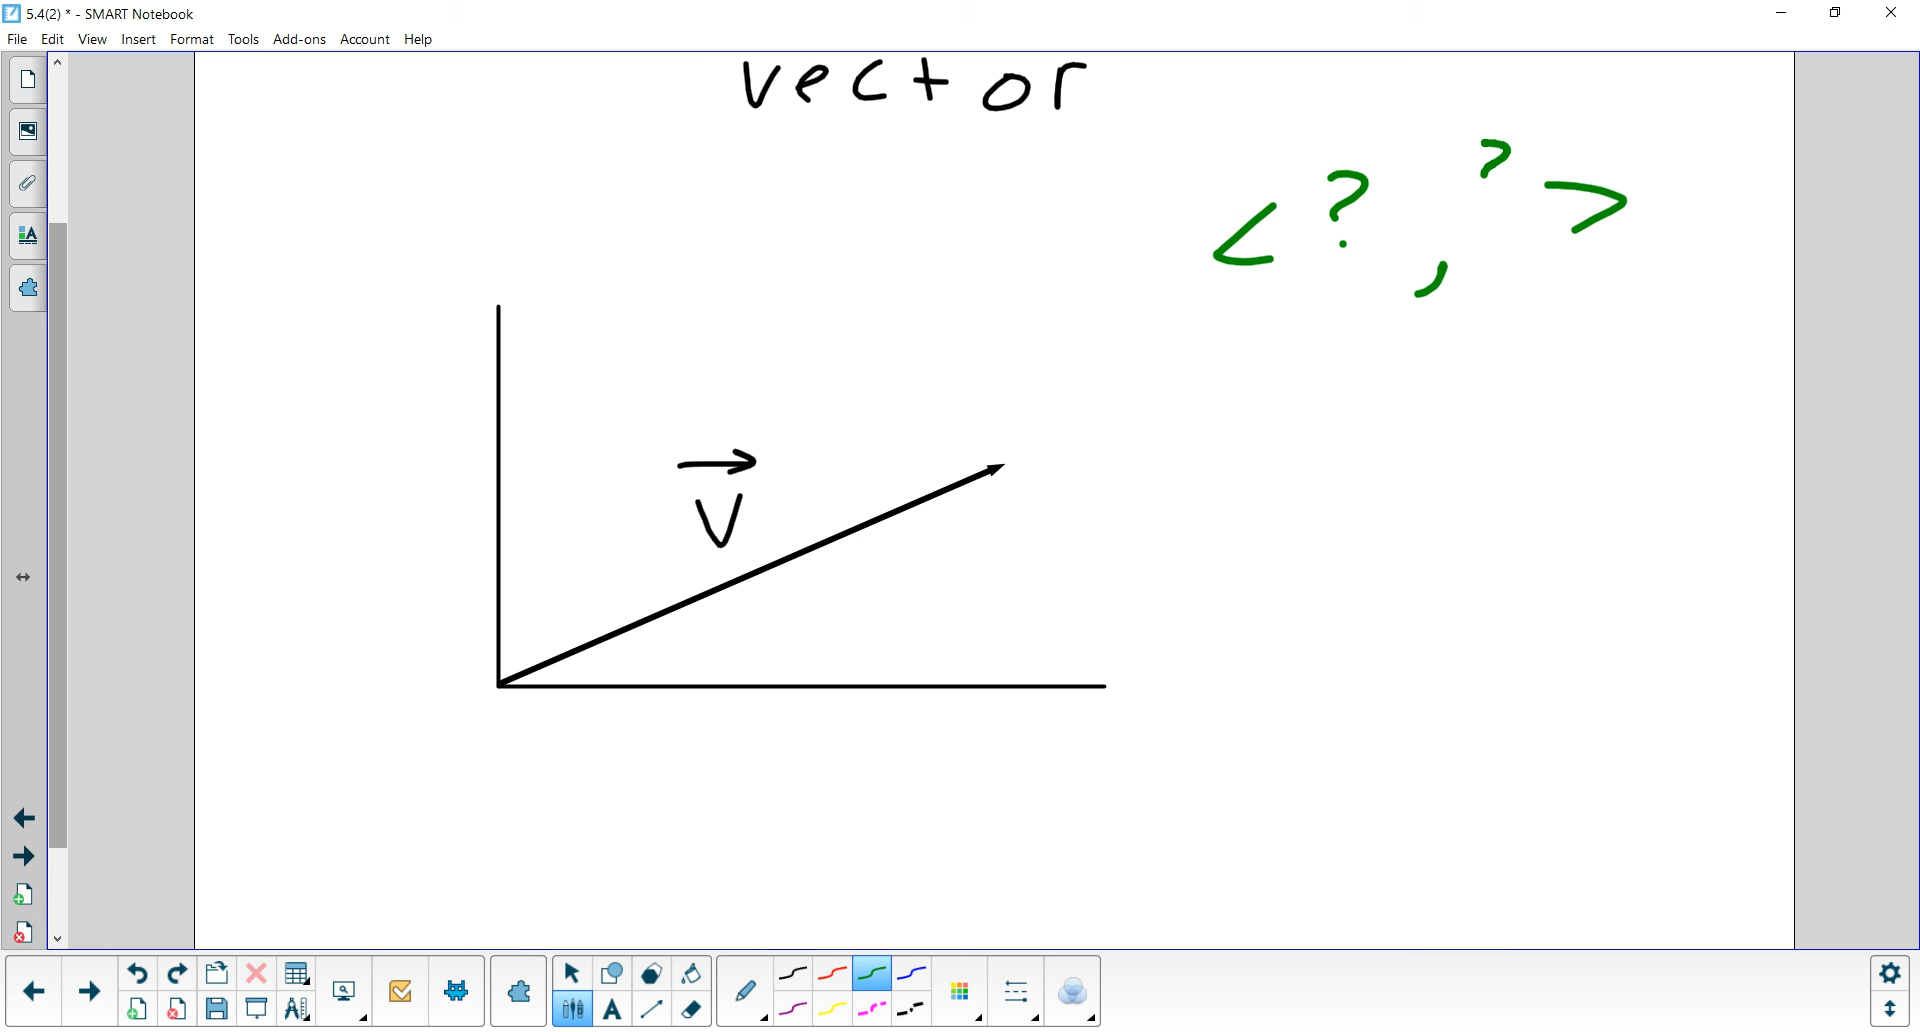 5.4(2) * - SMART Notebook
File Edit View Insert Format Tools Add-ons Account Help
vector
< ? , ? >
V